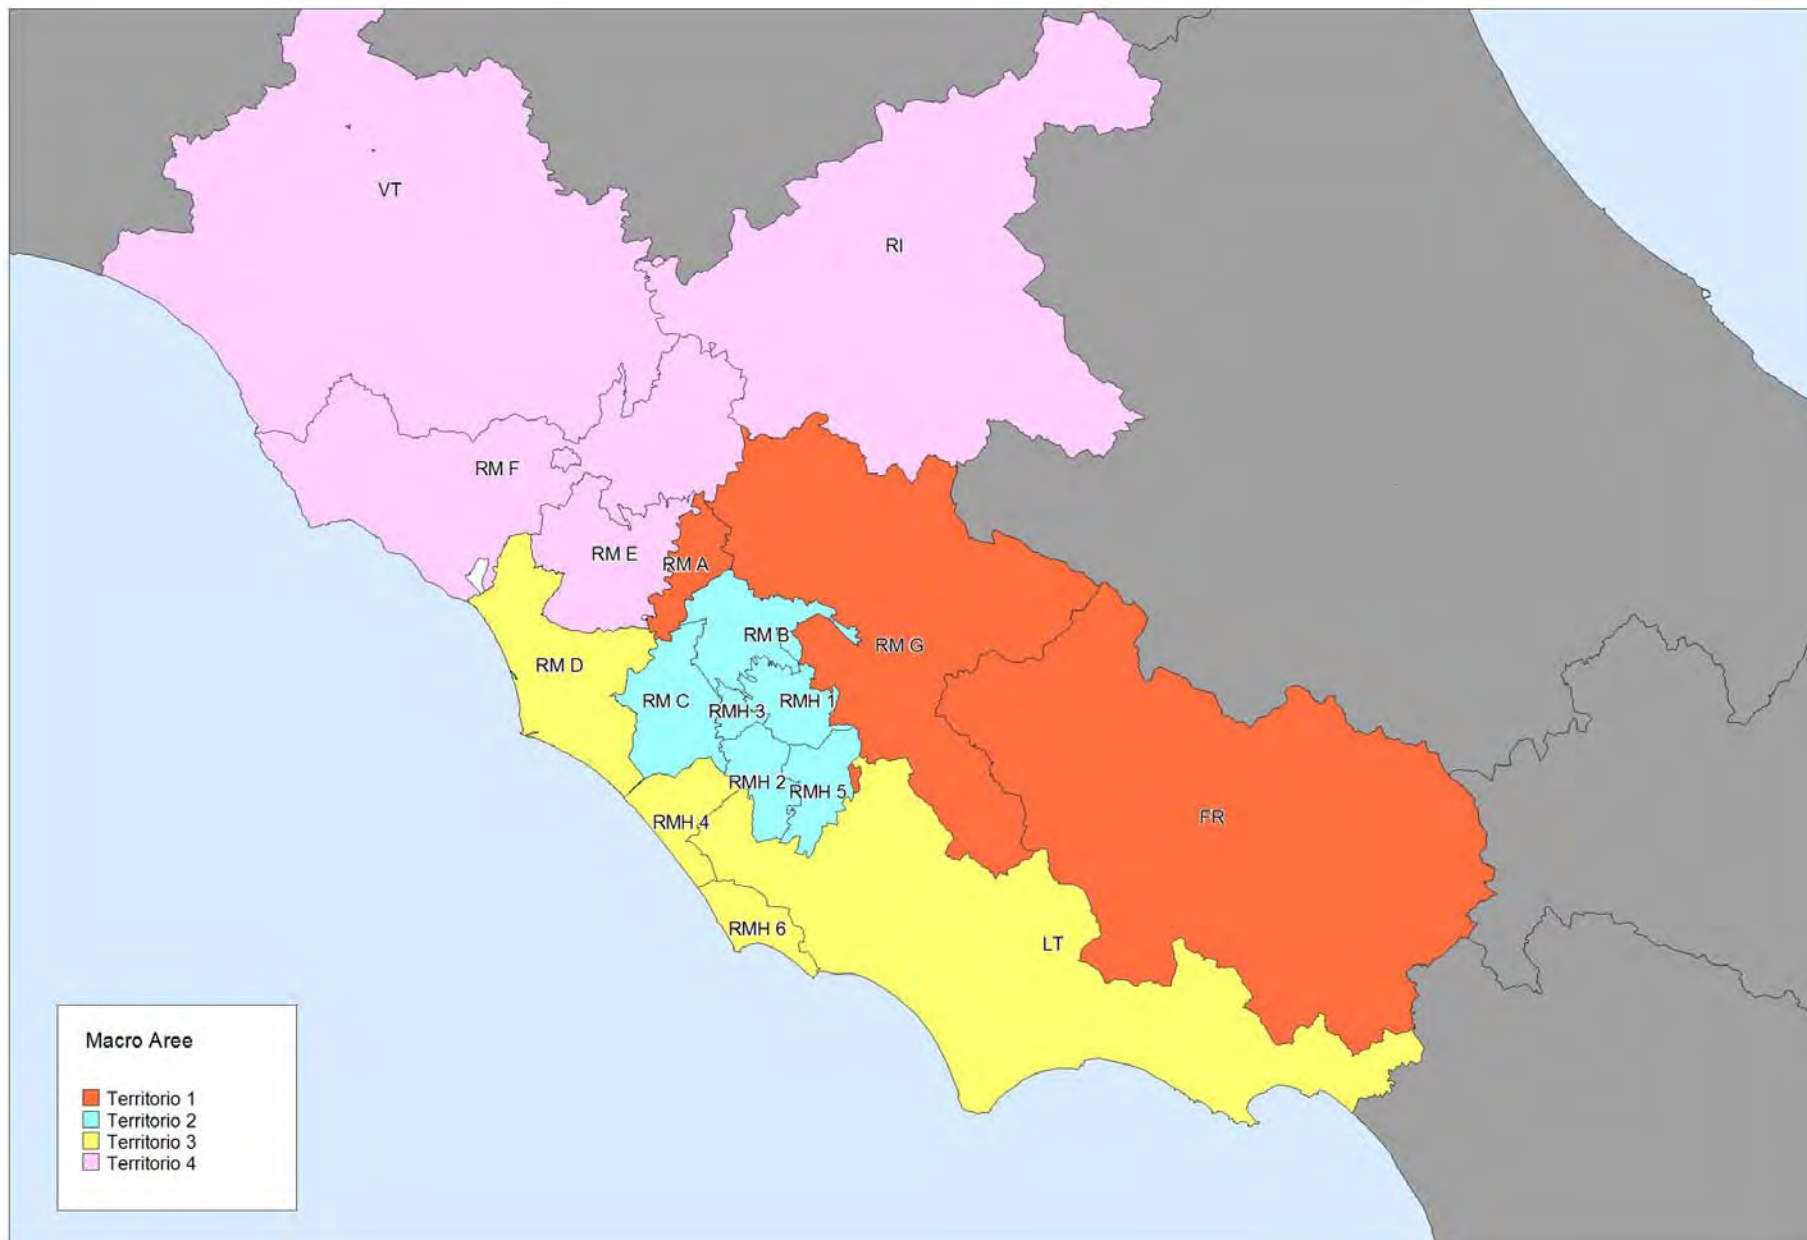 VT
RI
RM F
RM E
RM A
RM B
RM G
RM D
RM C
RMH 1
RMH 3
RMH 2
RMH 5
RMH 4
FR
RMH 6
LT
Macro Aree
Territorio 1
Territorio 2
Territorio 3
Territorio 4